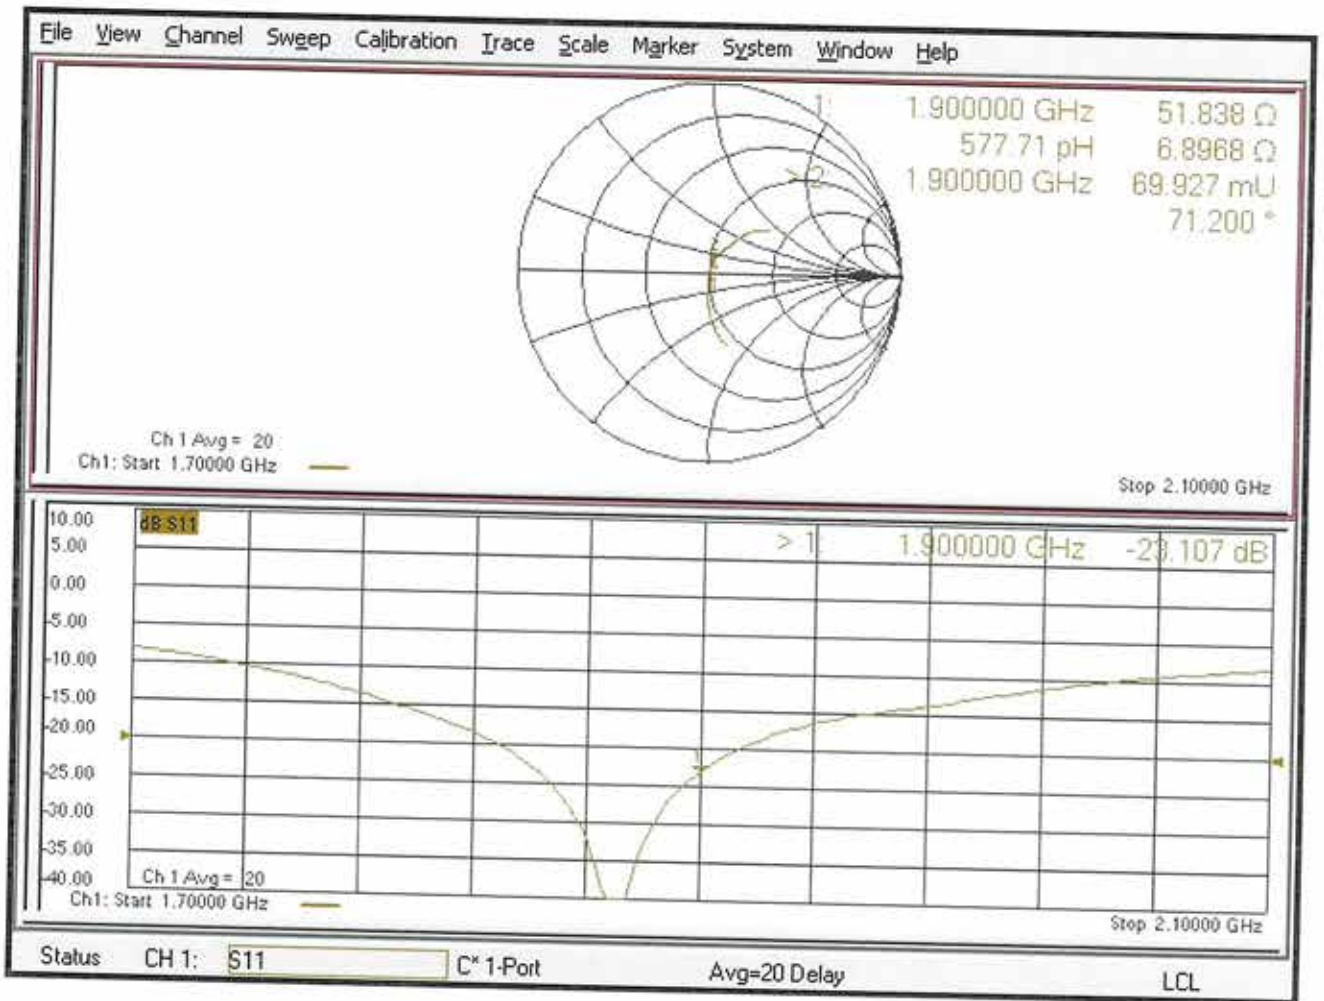 File View Channel Sweep Calibration Trace Scale Marker System Window Help
1: 1.900000 GHz 51.838 Ω
577.71 pH 6.8968 Ω
> 2: 1.900000 GHz 69.927 mU
71.200 °
Ch 1 Avg = 20
Ch1: Start 1.70000 GHz
Stop 2.10000 GHz
10.00
dB S11
> 1: 1.900000 GHz -23.107 dB
5.00
0.00
-5.00
-10.00
-15.00
-20.00
1
-25.00
-30.00
-35.00
-40.00
Ch 1 Avg = 20
Ch1: Start 1.70000 GHz
Stop 2.10000 GHz
Status CH 1: S11 C* 1-Port Avg=20 Delay LCL